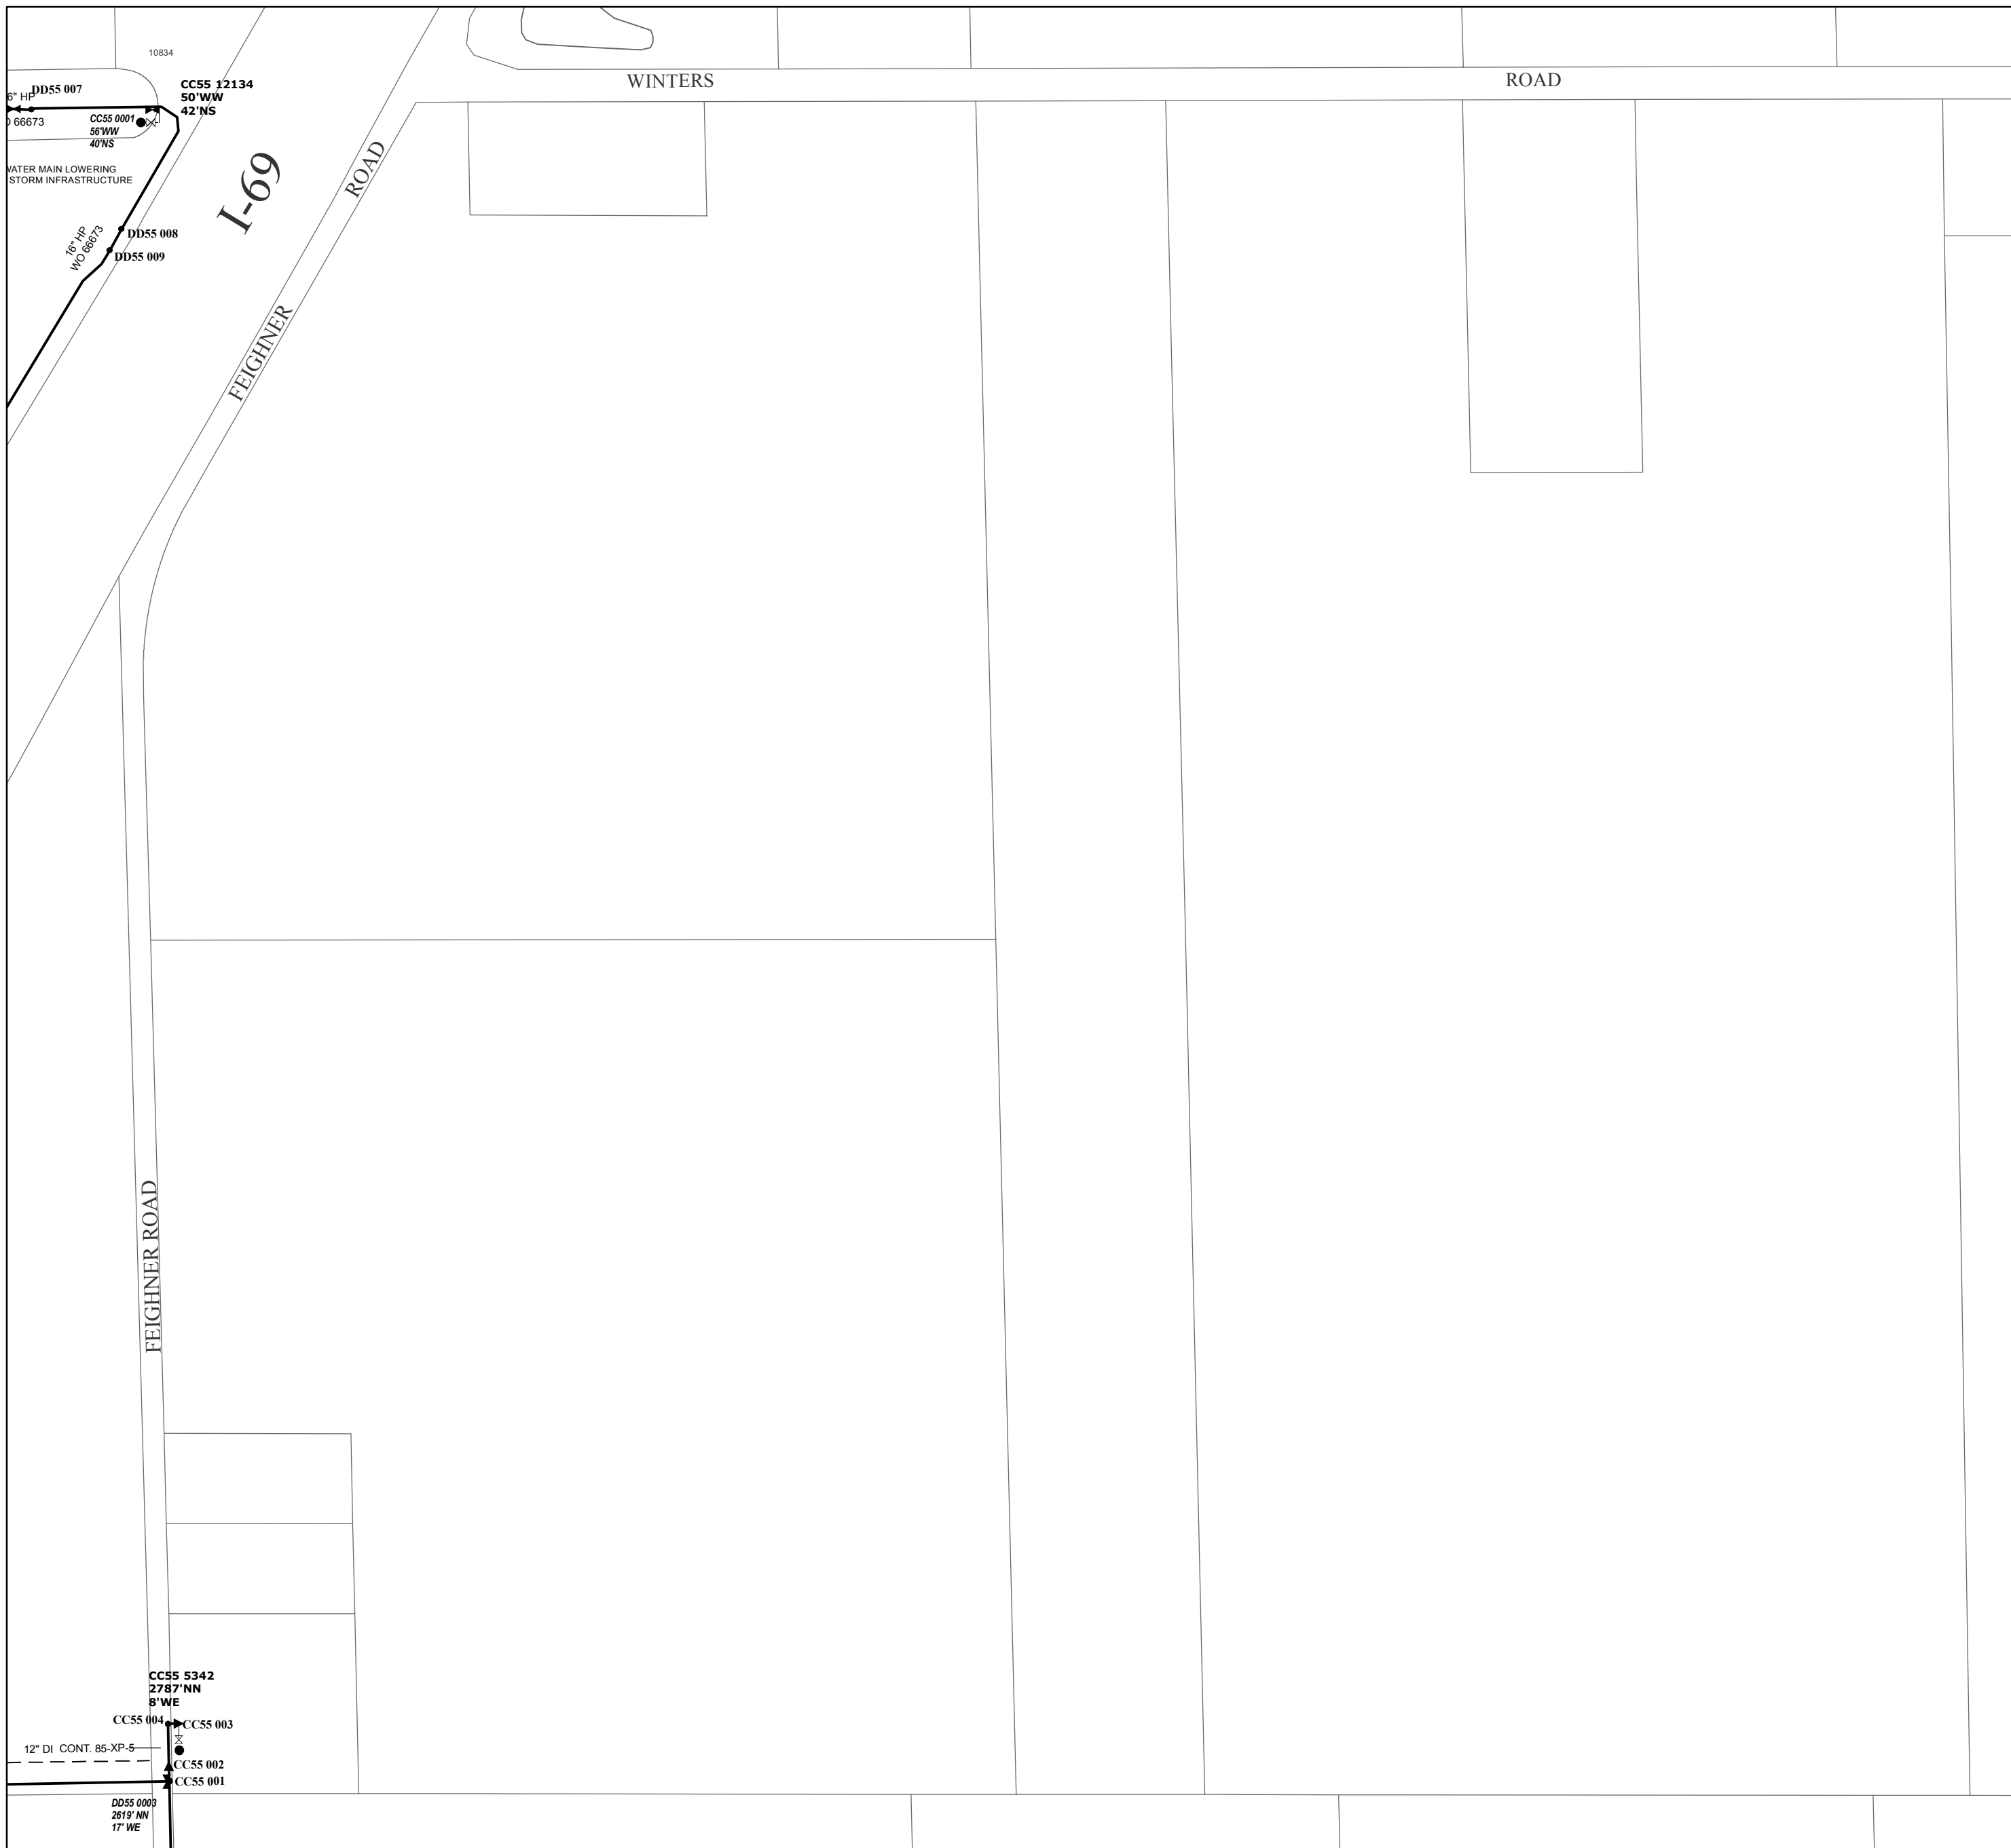 10834
WINTERS ROAD
CC55 12134
50'WW
42'NS
DD55 007
6" HP
66673
CC55 0001
56'WW
40'NS
WATER MAIN LOWERING
STORM INFRASTRUCTURE
I-69
ROAD
FEIGHNER
16" HP
WO 66673
DD55 008
DD55 009
FEIGHNER ROAD
CC55 5342
2787'NN
8'WE
CC55 004
CC55 003
12" DI CONT. 85-XP-5
CC55 002
CC55 001
DD55 0003
2619' NN
17' WE